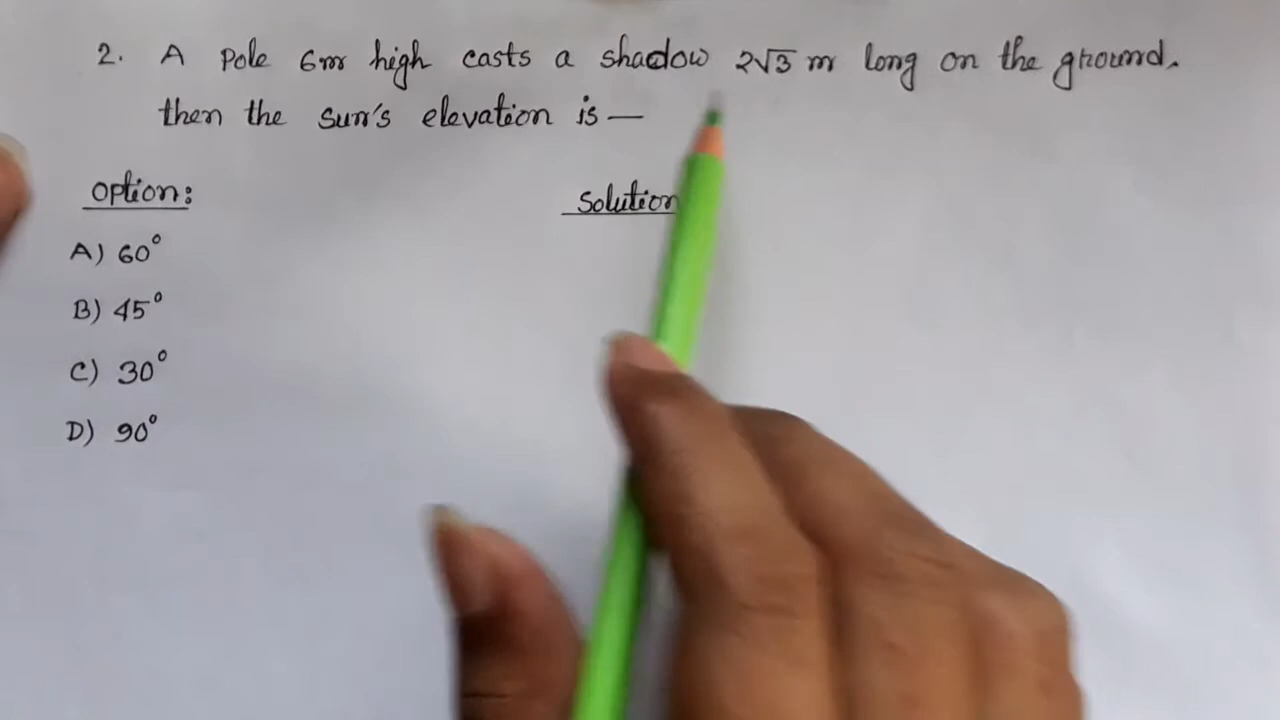 2. A Pole 6m high casts a shadow 2√3 m long on the ground.
then the sun's elevation is —
Option:
Solution
A) 60°
B) 45°
C) 30°
D) 90°